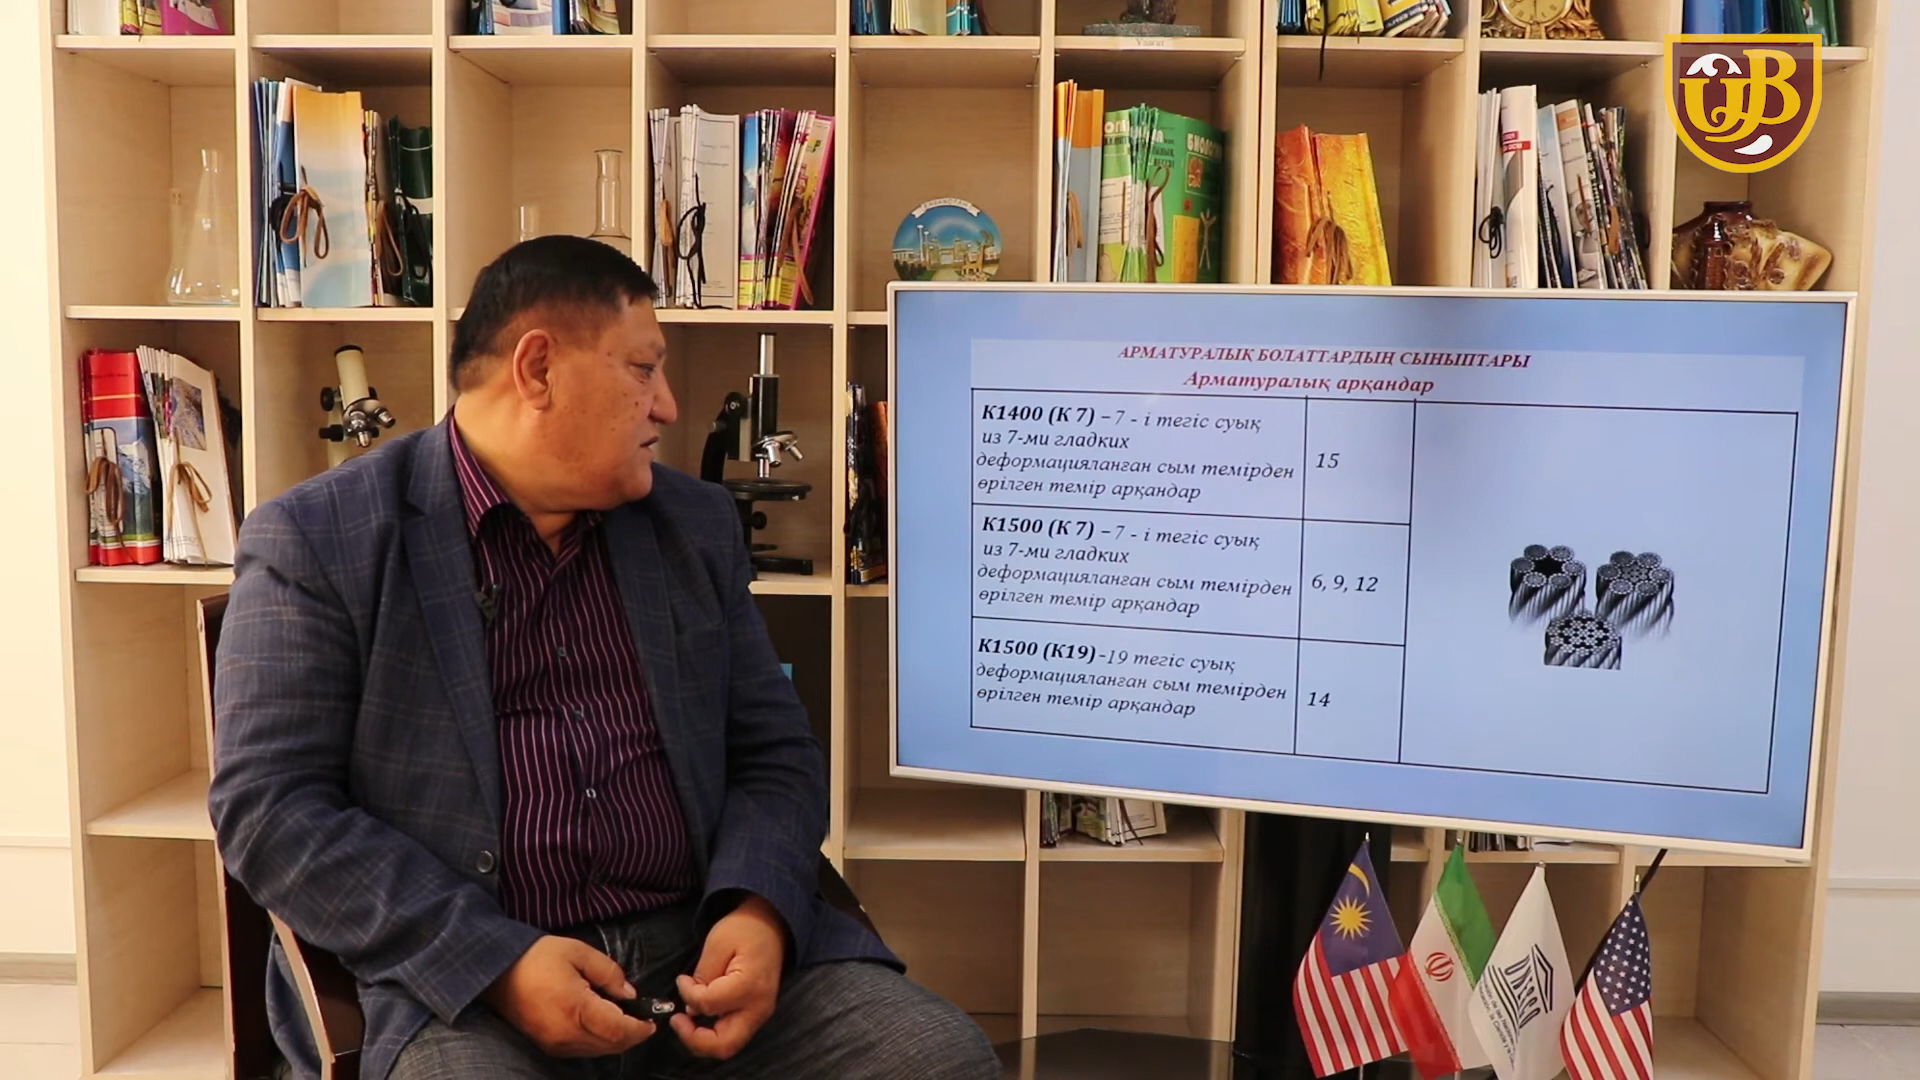 АРМАТУРАЛЫҚ БОЛАТТАРДЫҢ СЫНЫПТАРЫ
Арматуралық арқандар
К1400 (К 7) – 7 - і тегіс суық
из 7-ми гладких
деформацияланған сым темірден
өрілген темір арқандар
15
К1500 (К 7) – 7 - і тегіс суық
из 7-ми гладких
деформацияланған сым темірден
өрілген темір арқандар
6, 9, 12
К1500 (К19) -19 тегіс суық
деформацияланған сым темірден
өрілген темір арқандар
14
UNESCO